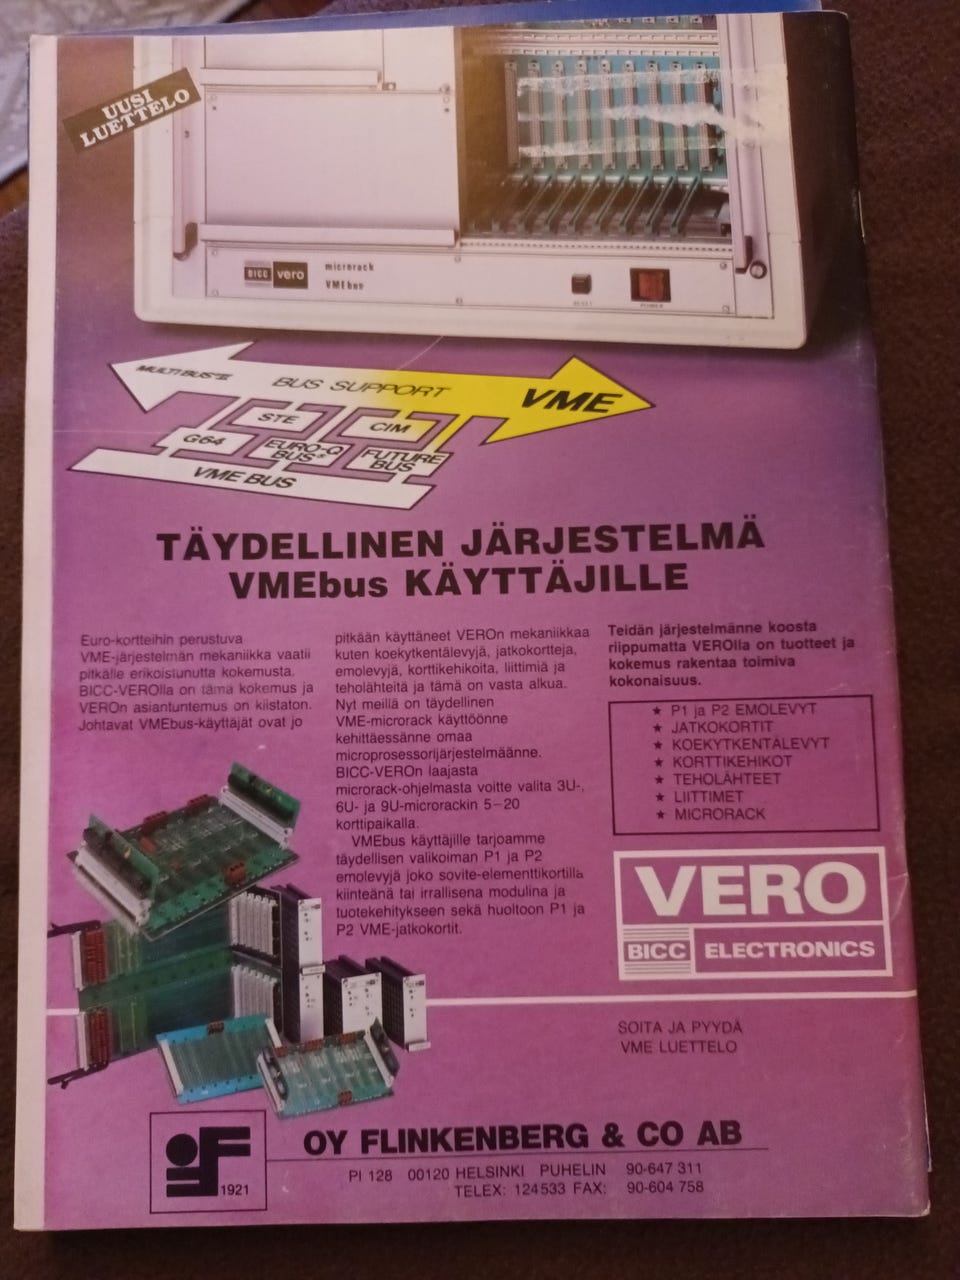 UUSI
LUETTELO
BICC vero
microrack
VMEbus
RESET
POWER
MULTIBUS®II
BUS SUPPORT
VME
STE
CIM
G64
EURO-Q
BUS®
FUTURE
BUS
VME BUS
TÄYDELLINEN JÄRJESTELMÄ
VMEbus KÄYTTÄJILLE
Euro-kortteihin perustuva
VME-järjestelmän mekaniikka vaatii
pitkälle erikoistunutta kokemusta.
BICC-VEROlla on tämä kokemus ja
VEROn asiantuntemus on kiistaton.
Johtavat VMEbus-käyttäjät ovat jo
pitkään käyttäneet VEROn mekaniikkaa
kuten koekytkentälevyjä, jatkokortteja,
emolevyjä, korttikehikoita, liittimiä ja
teholähteitä ja tämä on vasta alkua.
Nyt meillä on täydellinen
VME-microrack käyttöönne
kehittäessänne omaa
microprosessorijärjestelmäänne.
BICC-VEROn laajasta
microrack-ohjelmasta voitte valita 3U-,
6U- ja 9U-microrackin 5–20
korttipaikalla.
VMEbus käyttäjille tarjoamme
täydellisen valikoiman P1 ja P2
emolevyjä joko sovite-elementtikortilla
kiinteänä tai irrallisena modulina ja
tuotekehitykseen sekä huoltoon P1 ja
P2 VME-jatkokortit.
Teidän järjestelmänne koosta
riippumatta VEROlla on tuotteet ja
kokemus rakentaa toimiva
kokonaisuus.
★ P1 ja P2 EMOLEVYT
★ JATKOKORTIT
★ KOEKYTKENTÄLEVYT
★ KORTTIKEHIKOT
★ TEHOLÄHTEET
★ LIITTIMET
★ MICRORACK
VERO
BICC ELECTRONICS
SOITA JA PYYDÄ
VME LUETTELO
1921
OY FLINKENBERG & CO AB
Pl 128 00120 HELSINKI PUHELIN 90-647 311
TELEX: 124533 FAX: 90-604 758